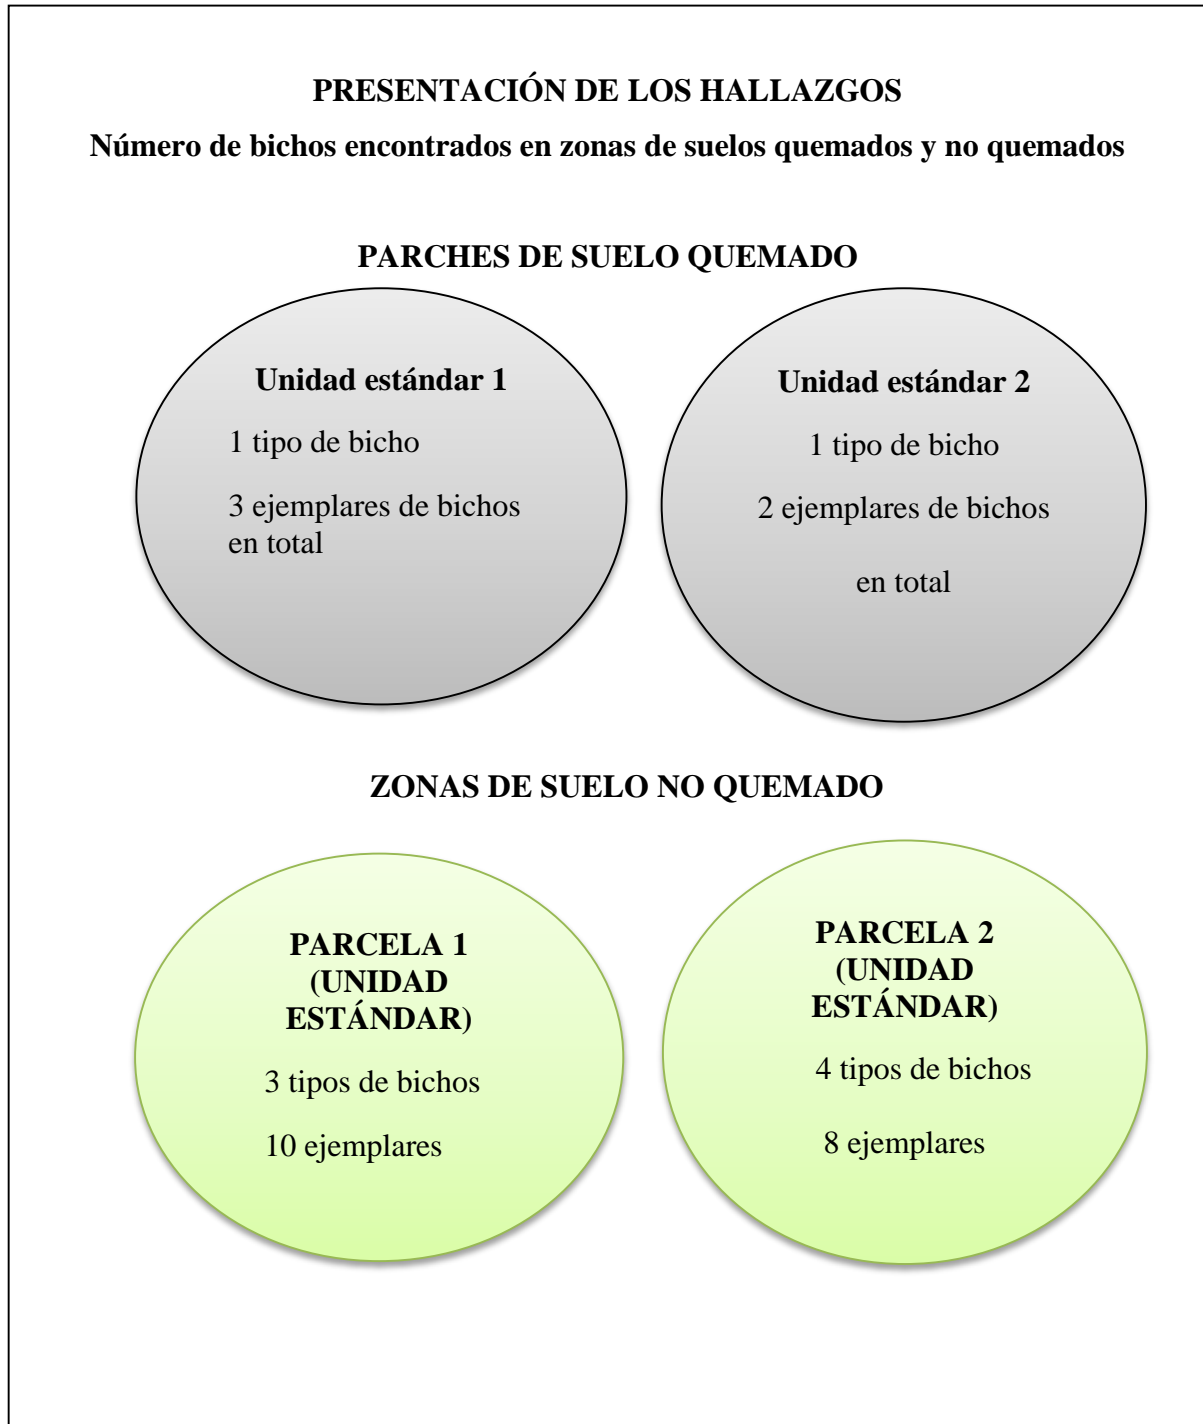 PRESENTACIÓN DE LOS HALLAZGOS
Número de bichos encontrados en zonas de suelos quemados y no quemados
PARCHES DE SUELO QUEMADO
Unidad estándar 1
1 tipo de bicho
3 ejemplares de bichos
en total
Unidad estándar 2
1 tipo de bicho
2 ejemplares de bichos
en total
ZONAS DE SUELO NO QUEMADO
PARCELA 1
(UNIDAD
ESTÁNDAR)
3 tipos de bichos
10 ejemplares
PARCELA 2
(UNIDAD
ESTÁNDAR)
4 tipos de bichos
8 ejemplares